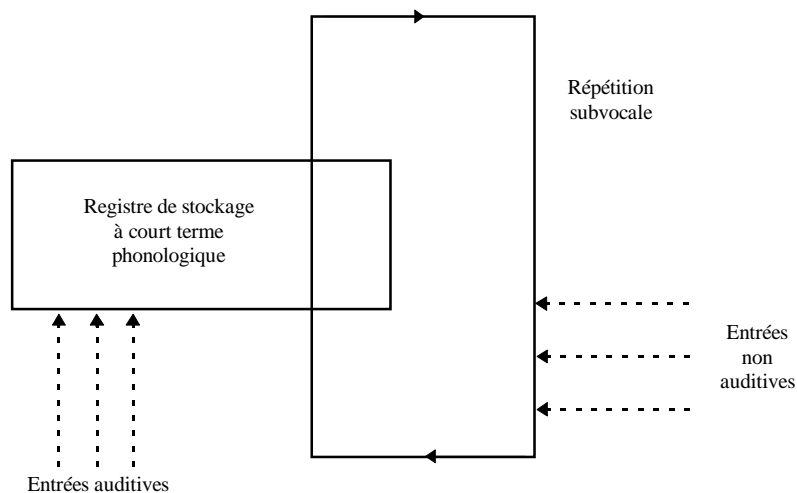 Répétition
subvocale
Registre de stockage
à court terme
phonologique
Entrées
non
auditives
Entrées auditives